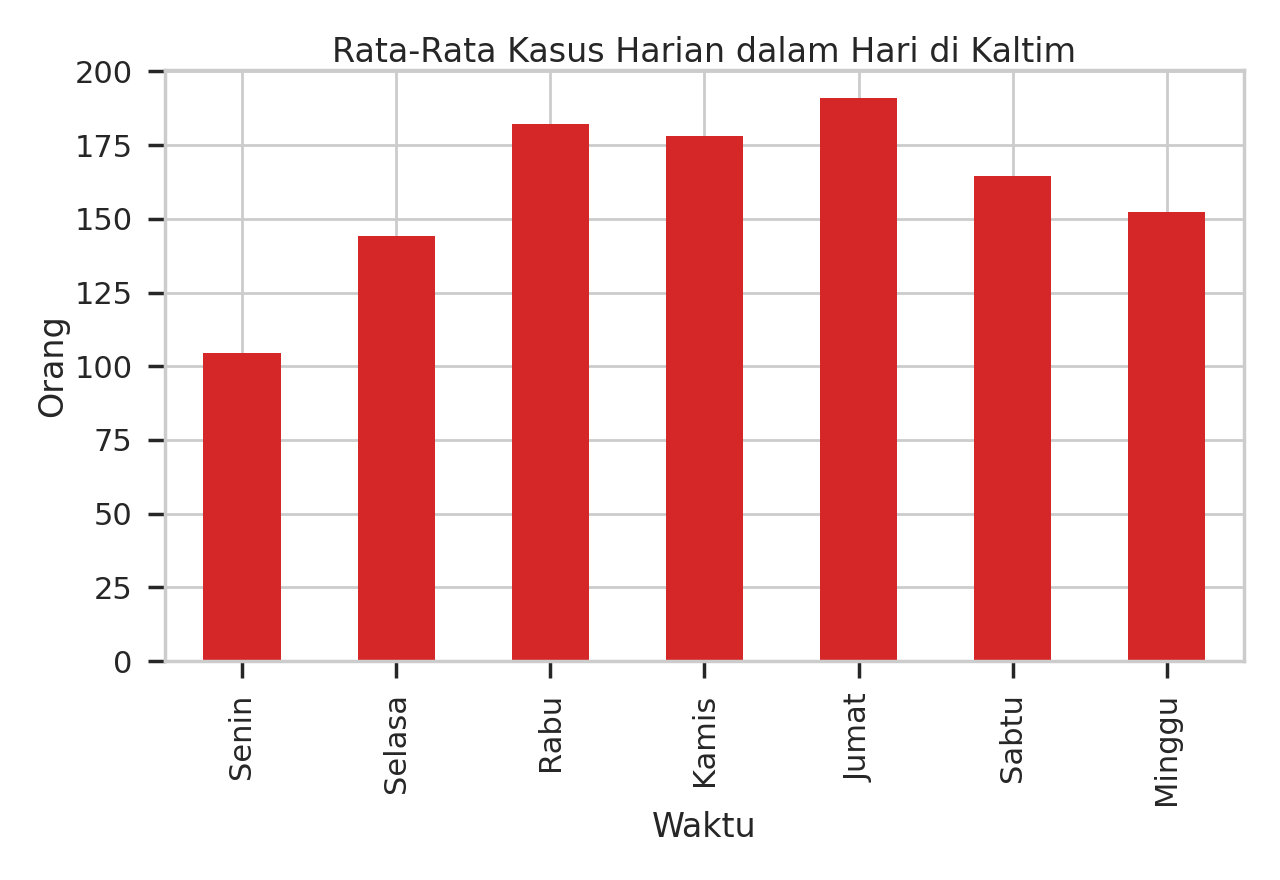 Rata-Rata Kasus Harian dalam Hari di Kaltim
200
175
150
125
100
75
50
25
0
Orang
Senin
Selasa
Rabu
Kamis
Jumat
Sabtu
Minggu
Waktu